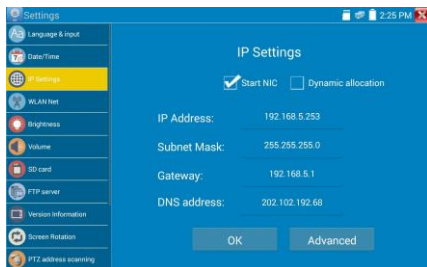 Settings
2:25 PM
Language & input
Date/Time
IP Settings
WLAN Net
Brightness
Volume
SD card
FTP server
Version Information
Screen Rotation
PTZ address scanning
IP Settings
Start NIC Dynamic allocation
IP Address: 192.168.5.253
Subnet Mask: 255.255.255.0
Gateway: 192.168.5.1
DNS address: 202.102.192.68
OK Advanced